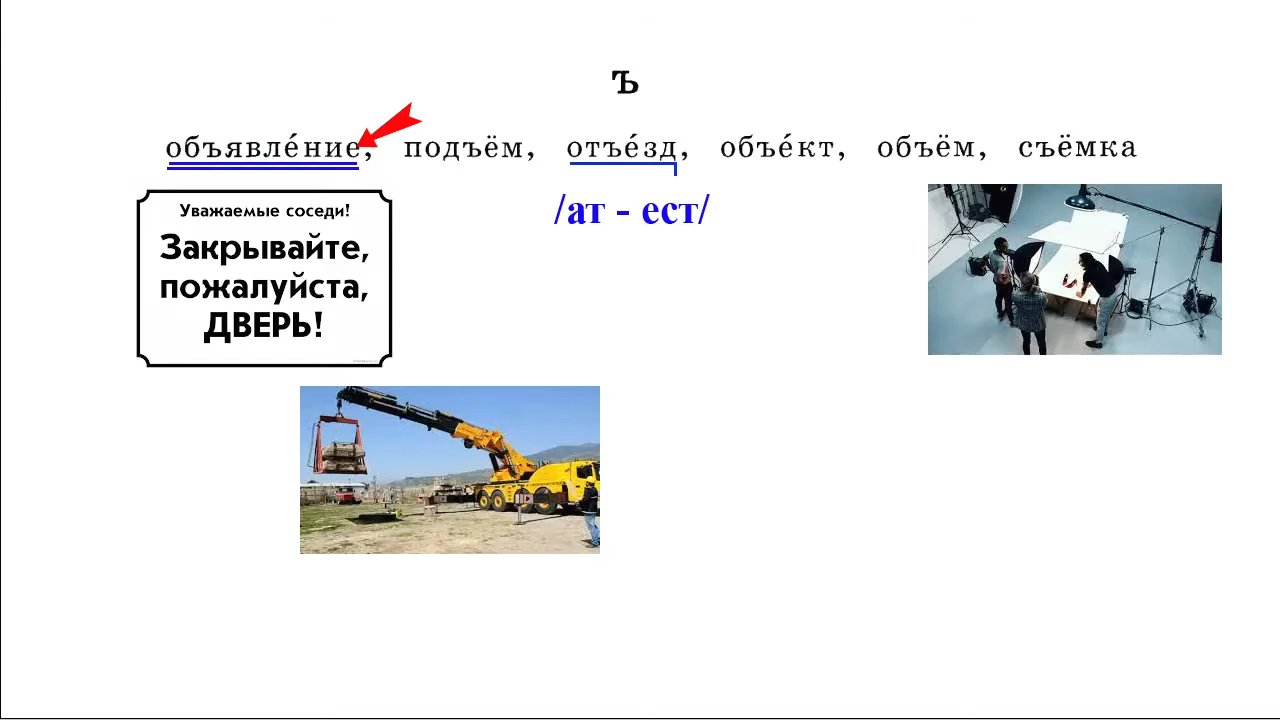 ъ
объявле́ние, подъём, отъе́зд, объе́кт, объём, съёмка
/ат - ест/
Уважаемые соседи!
Закрывайте,
пожалуйста,
ДВЕРЬ!